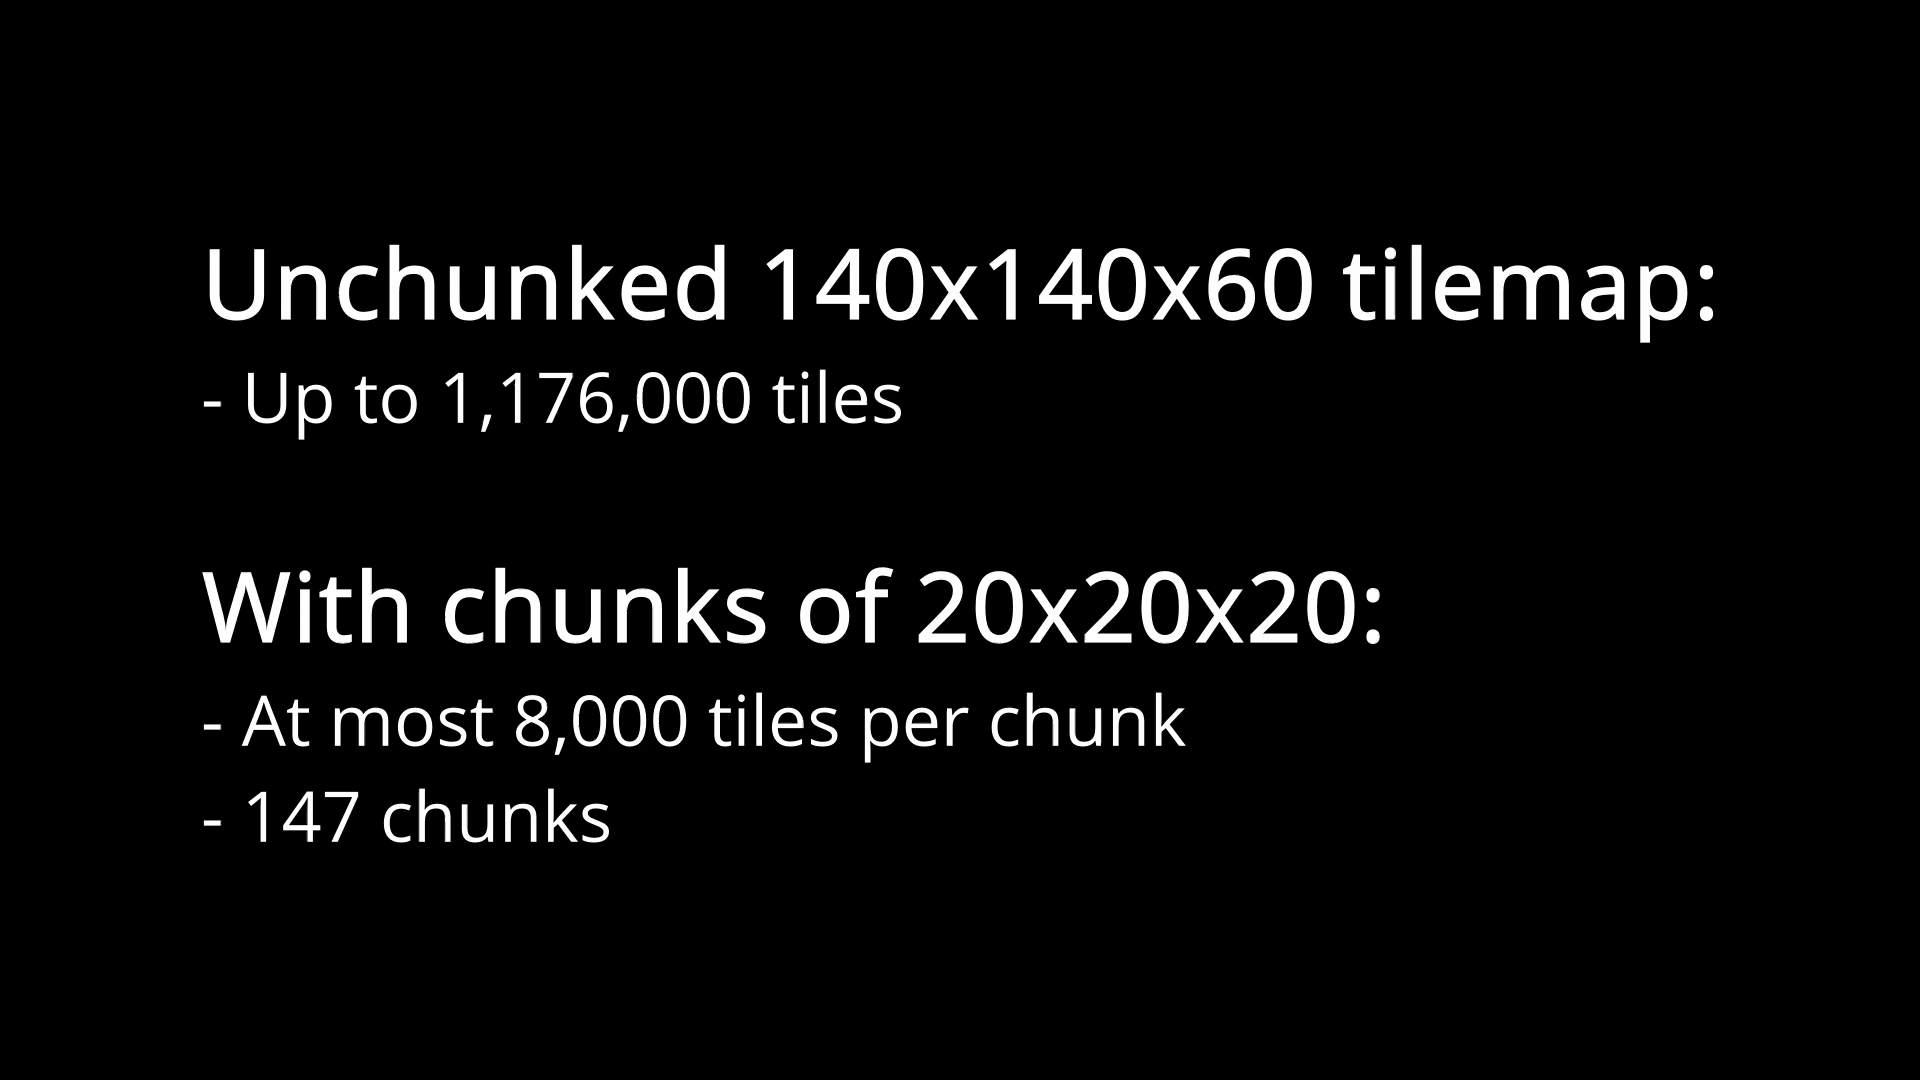 Unchunked 140x140x60 tilemap:
- Up to 1,176,000 tiles
With chunks of 20x20x20:
- At most 8,000 tiles per chunk
- 147 chunks